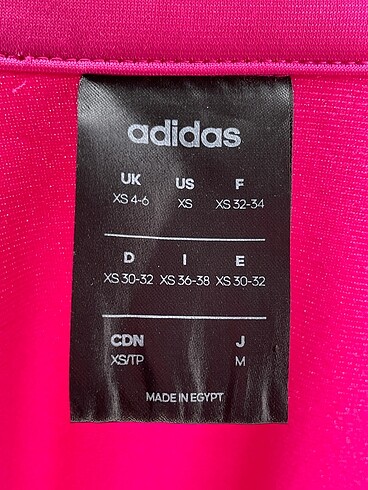 adidas
UK US F
XS 4-6 XS XS 32-34
D I E
XS 30-32 XS 36-38 XS 30-32
CDN J
XS/TP M
MADE IN EGYPT